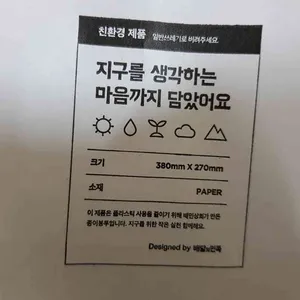 친환경 제품 일반쓰레기로 버려주세요.
지구를 생각하는
마음까지 담았어요
크기 380mm X 270mm
소재 PAPER
이 제품은 플라스틱 사용을 줄이기 위해 배민상회가 만든
종이봉투입니다. 지구를 위한 작은 실천 함께해요.
Designed by 배달의민족